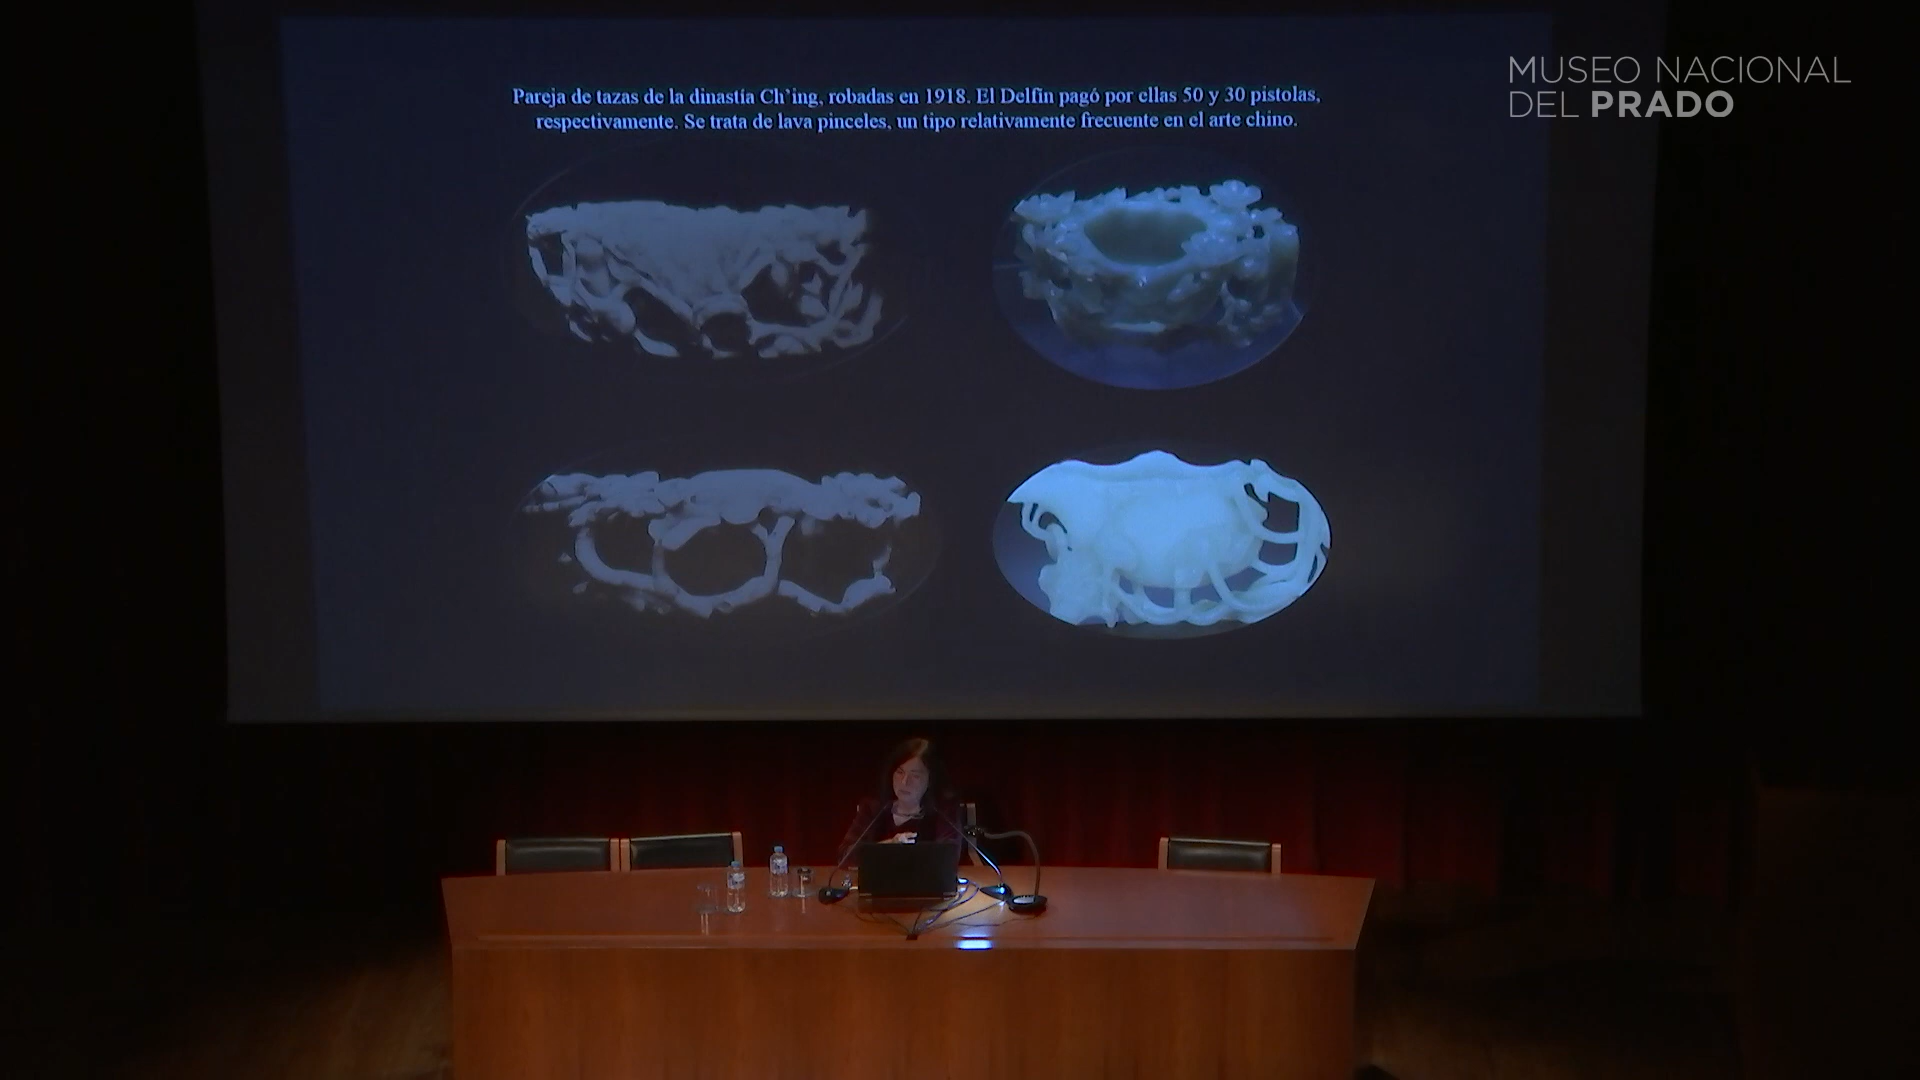 Pareja de tazas de la dinastía Ch'ing, robadas en 1918. El Delfín pagó por ellas 50 y 30 pistolas,
respectivamente. Se trata de lava pinceles, un tipo relativamente frecuente en el arte chino.
MUSEO NACIONAL
DEL PRADO